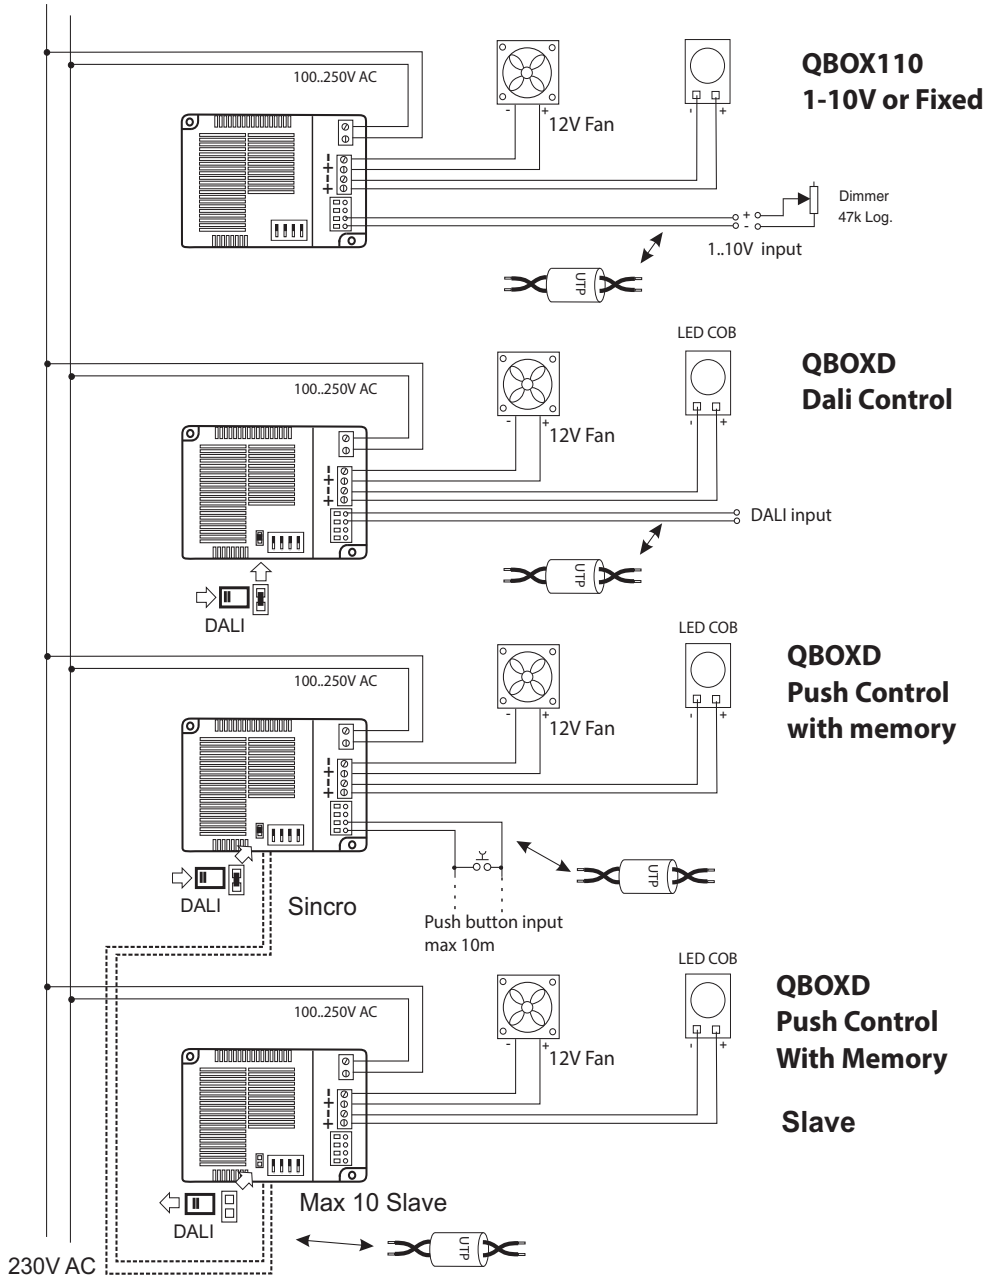 QBOX110
1-10V or Fixed
100..250V AC
- +
12V Fan
- +
Dimmer
47k Log.
+
-
1..10V input
UTP
LED COB
QBOXD
Dali Control
100..250V AC
- +
12V Fan
- +
DALI input
UTP
DALI
LED COB
QBOXD
Push Control
with memory
100..250V AC
- +
12V Fan
- +
UTP
DALI
Sincro
Push button input
max 10m
LED COB
QBOXD
Push Control
With Memory
100..250V AC
- +
12V Fan
- +
Slave
Max 10 Slave
DALI
UTP
230V AC